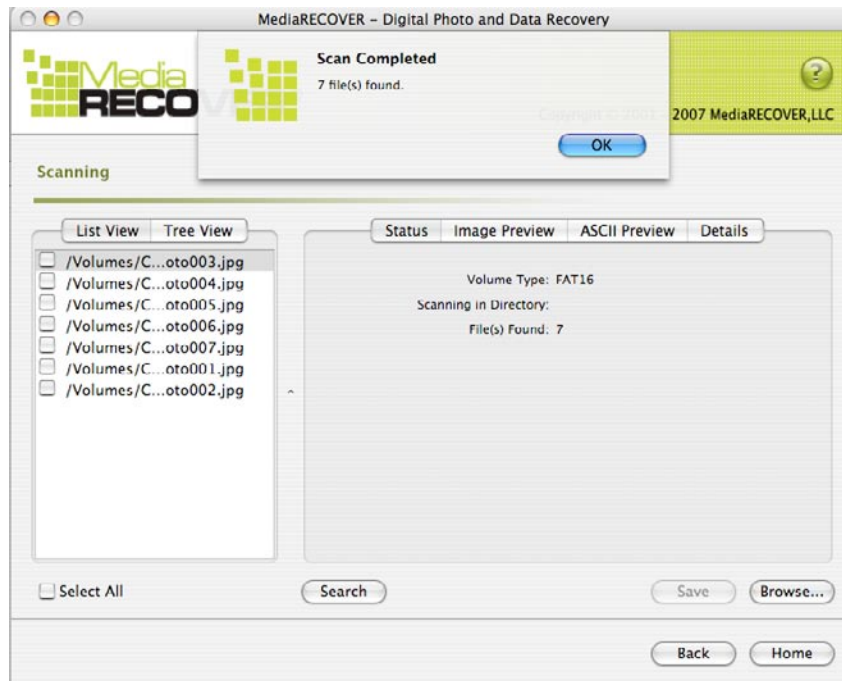 MediaRECOVER – Digital Photo and Data Recovery
Scan Completed
7 file(s) found.
OK
Media
RECOV
Copyright © 2001 - 2007 MediaRECOVER,LLC
?
Scanning
List View Tree View
Status Image Preview ASCII Preview Details
/Volumes/C...oto003.jpg
/Volumes/C...oto004.jpg
/Volumes/C...oto005.jpg
/Volumes/C...oto006.jpg
/Volumes/C...oto007.jpg
/Volumes/C...oto001.jpg
/Volumes/C...oto002.jpg
Volume Type: FAT16
Scanning in Directory:
File(s) Found: 7
Select All
Search
Save
Browse...
Back
Home